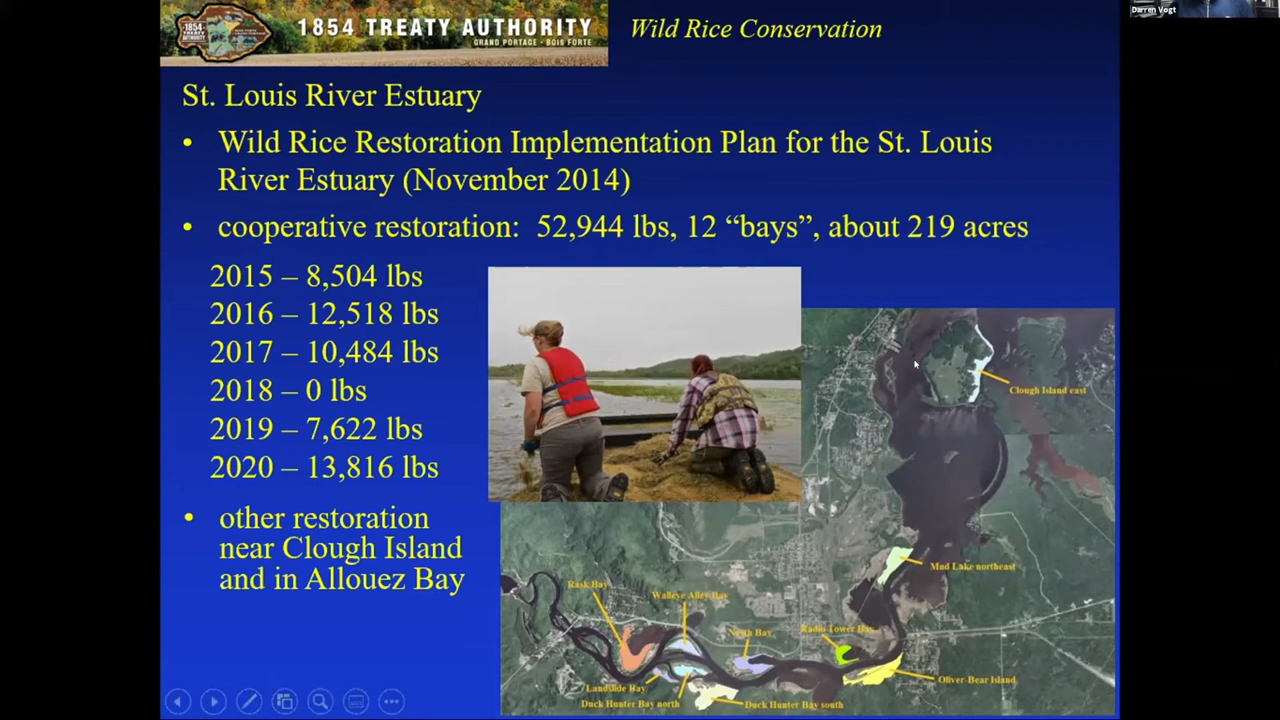 1854 TREATY AUTHORITY
GRAND PORTAGE - BOIS FORTE
1854
TREATY
AUTHORITY
Wild Rice Conservation
Darren Vogt
St. Louis River Estuary
• Wild Rice Restoration Implementation Plan for the St. Louis
River Estuary (November 2014)
• cooperative restoration: 52,944 lbs, 12 “bays”, about 219 acres
2015 – 8,504 lbs
2016 – 12,518 lbs
2017 – 10,484 lbs
2018 – 0 lbs
2019 – 7,622 lbs
2020 – 13,816 lbs
• other restoration
near Clough Island
and in Allouez Bay
Clough Island east
Mud Lake northeast
Rask Bay
Walleye Alley Bay
North Bay
Radio Tower Bay
Oliver-Bear Island
Landslide Bay
Duck Hunter Bay north
Duck Hunter Bay south